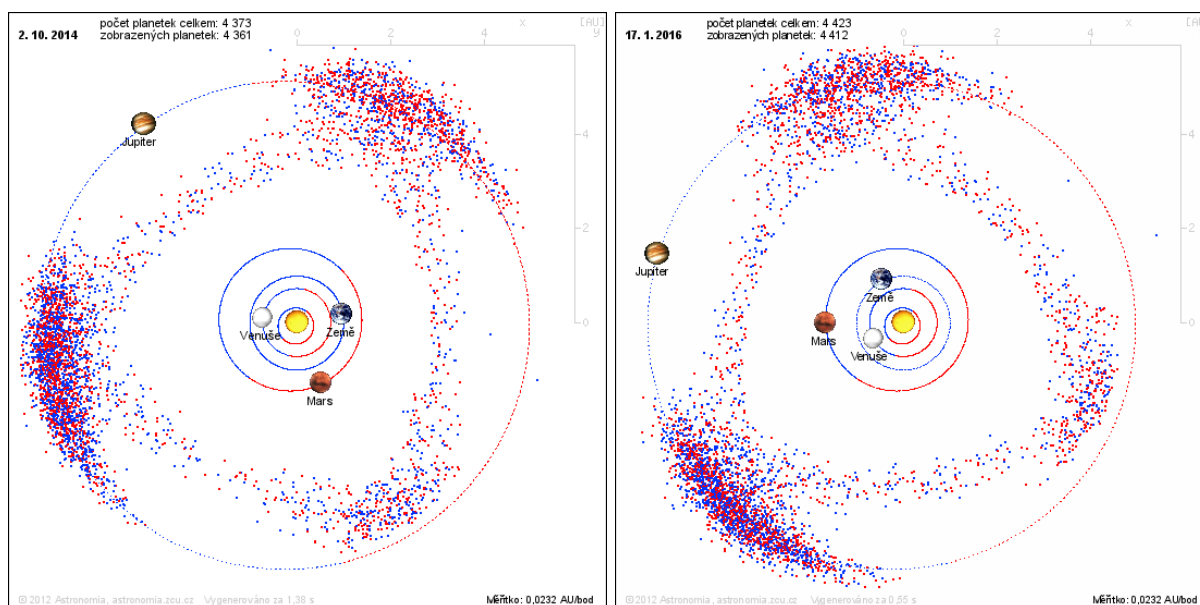 počet planetek celkem: 4 373
2. 10. 2014 zobrazených planetek: 4 361
x [AU]
0 2 4 9
4
2
0
Jupiter
Venuše
Země
Mars
© 2012 Astronomia, astronomia.zcu.cz Vygenerováno za 1,38 s
Měřítko: 0,0232 AU/bod
počet planetek celkem: 4 423
17. 1. 2016 zobrazených planetek: 4 412
x [AU]
0 2 4
4
2
0
Jupiter
Země
Mars
Venuše
© 2012 Astronomia, astronomia.zcu.cz Vygenerováno za 0,55 s
Měřítko: 0,0232 AU/bod